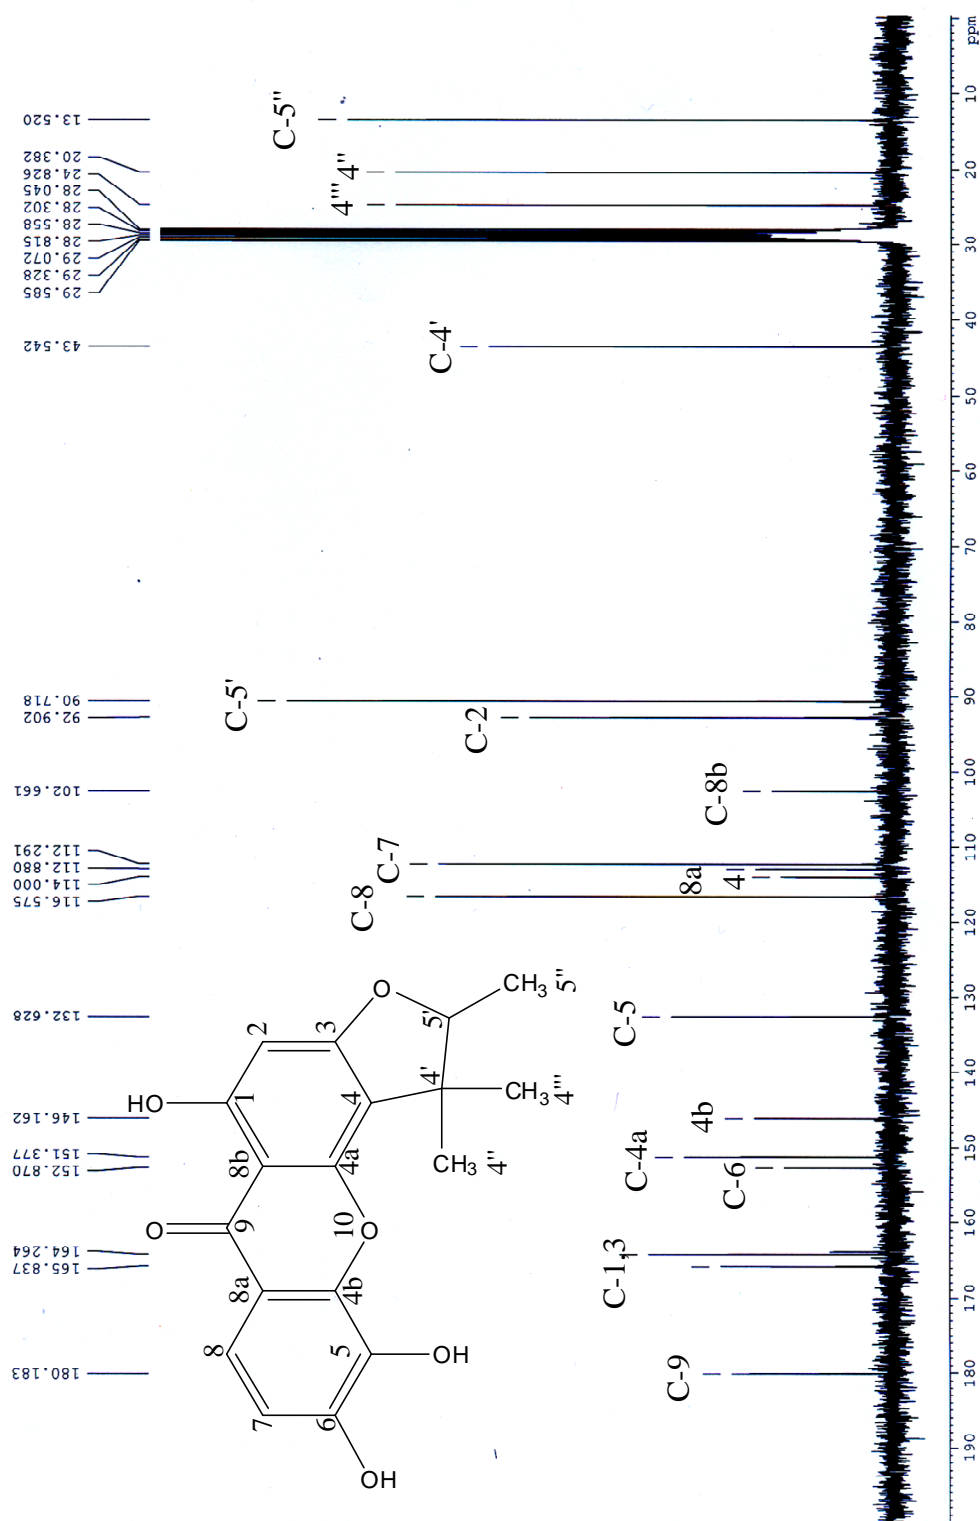 13.520
20.382
24.826
28.045
28.302
28.558
28.815
29.072
29.328
29.585
43.542
90.718
92.902
102.661
112.291
112.880
114.000
116.575
132.628
146.162
151.377
152.870
164.264
165.837
180.183
C-5"
4"
4'''
C-4'
C-5'
C-2
C-8b
C-7
8a
4
C-8
C-5
4b
C-4a
C-6
C-1,3
C-9
HO
O
1
2
3
O
5'
CH3
5"
4'
4
CH3
4'''
CH3
4"
8b
4a
9
10
O
8a
4b
8
5
OH
7
6
OH
ppm
10
20
30
40
50
60
70
80
90
100
110
120
130
140
150
160
170
180
190